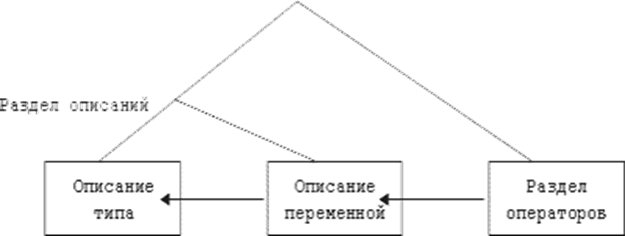 Раздел описаний
Описание
типа
Описание
переменной
Раздел
операторов